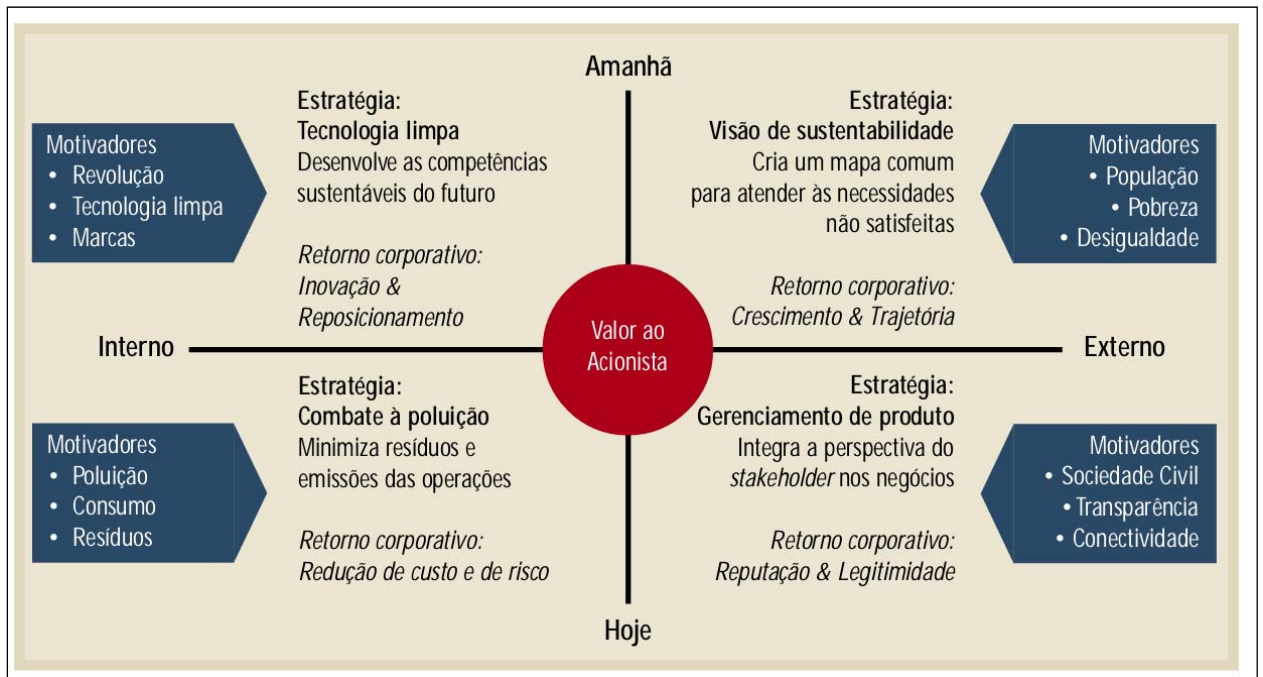 Amanhã
Motivadores
• Revolução
• Tecnologia limpa
• Marcas
Estratégia:
Tecnologia limpa
Desenvolve as competências
sustentáveis do futuro
Retorno corporativo:
Inovação &
Reposicionamento
Estratégia:
Visão de sustentabilidade
Cria um mapa comum
para atender às necessidades
não satisfeitas
Retorno corporativo:
Crescimento & Trajetória
Motivadores
• População
• Pobreza
• Desigualdade
Interno
Valor ao
Acionista
Externo
Motivadores
• Poluição
• Consumo
• Resíduos
Estratégia:
Combate à poluição
Minimiza resíduos e
emissões das operações
Retorno corporativo:
Redução de custo e de risco
Estratégia:
Gerenciamento de produto
Integra a perspectiva do
stakeholder nos negócios
Retorno corporativo:
Reputação & Legitimidade
Motivadores
• Sociedade Civil
• Transparência
• Conectividade
Hoje